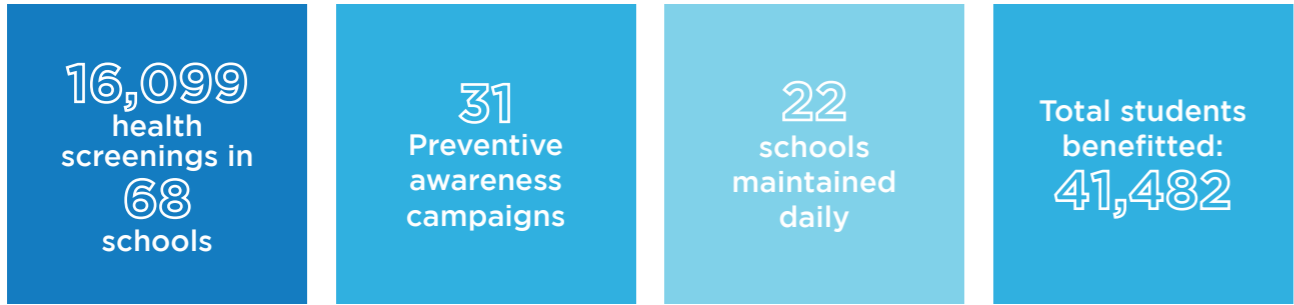 16,099
health
screenings in
68
schools
31
Preventive
awareness
campaigns
22
schools
maintained
daily
Total students
benefitted:
41,482